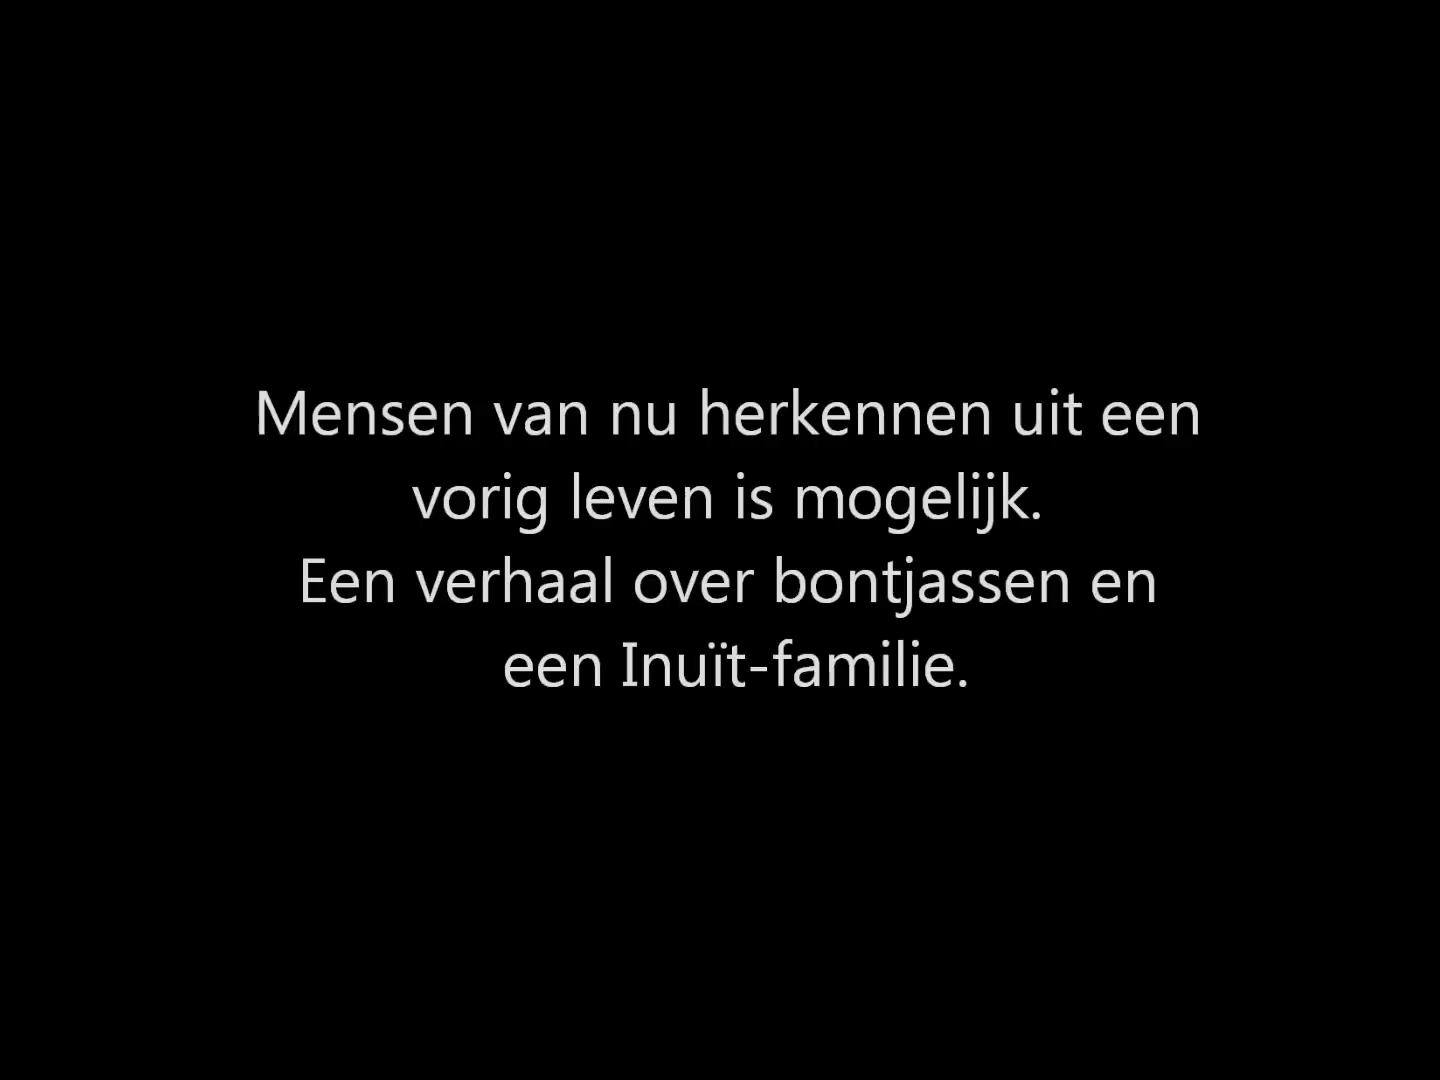 Mensen van nu herkennen uit een
vorig leven is mogelijk.
Een verhaal over bontjassen en
een Inuït-familie.